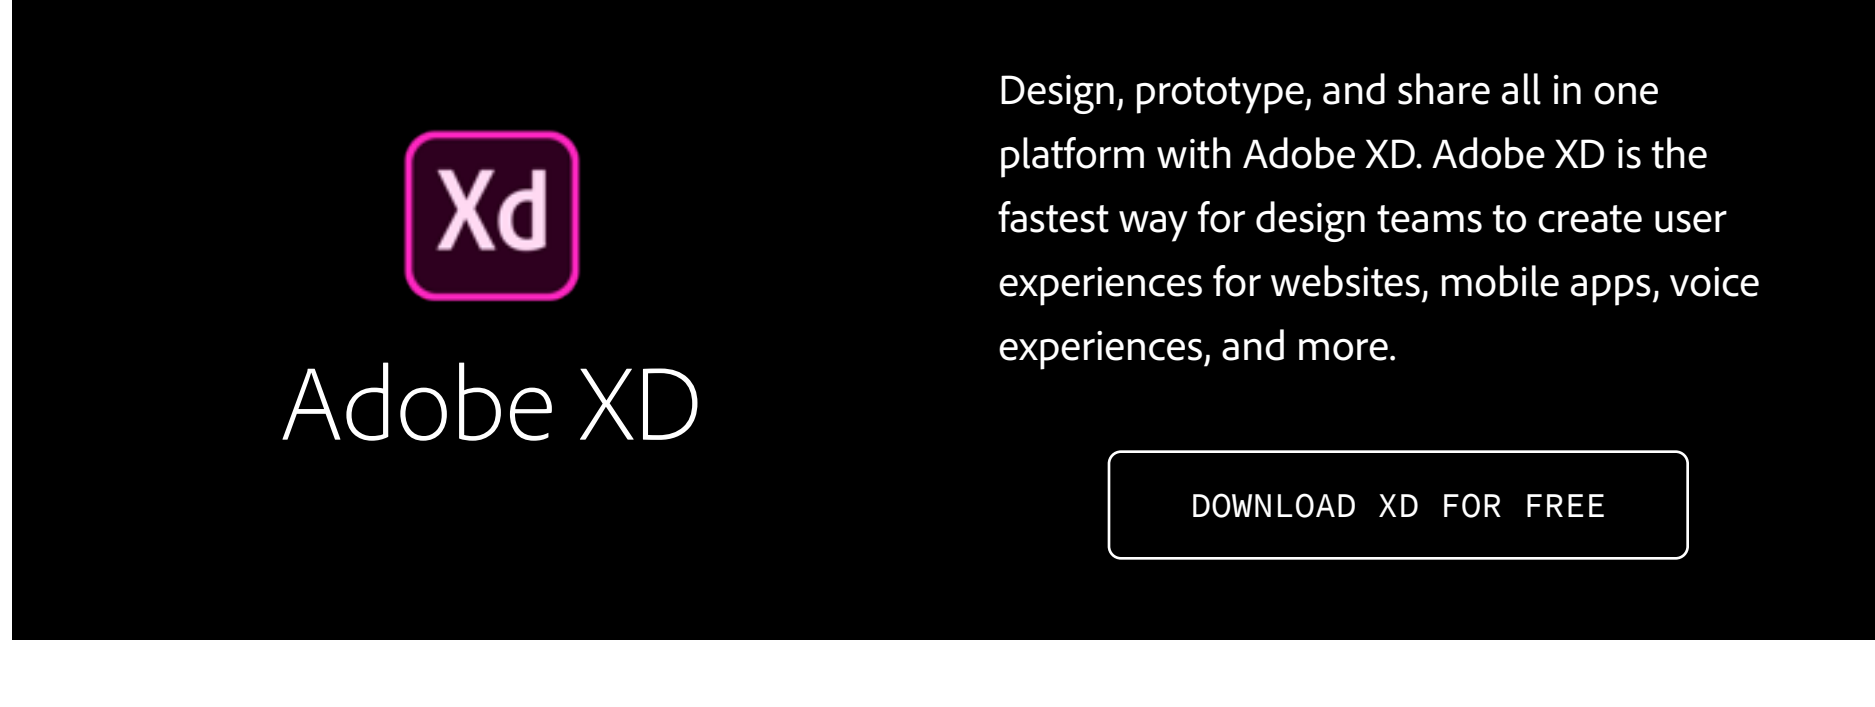 Xd
Adobe XD
Design, prototype, and share all in one
platform with Adobe XD. Adobe XD is the
fastest way for design teams to create user
experiences for websites, mobile apps, voice
experiences, and more.
DOWNLOAD XD FOR FREE